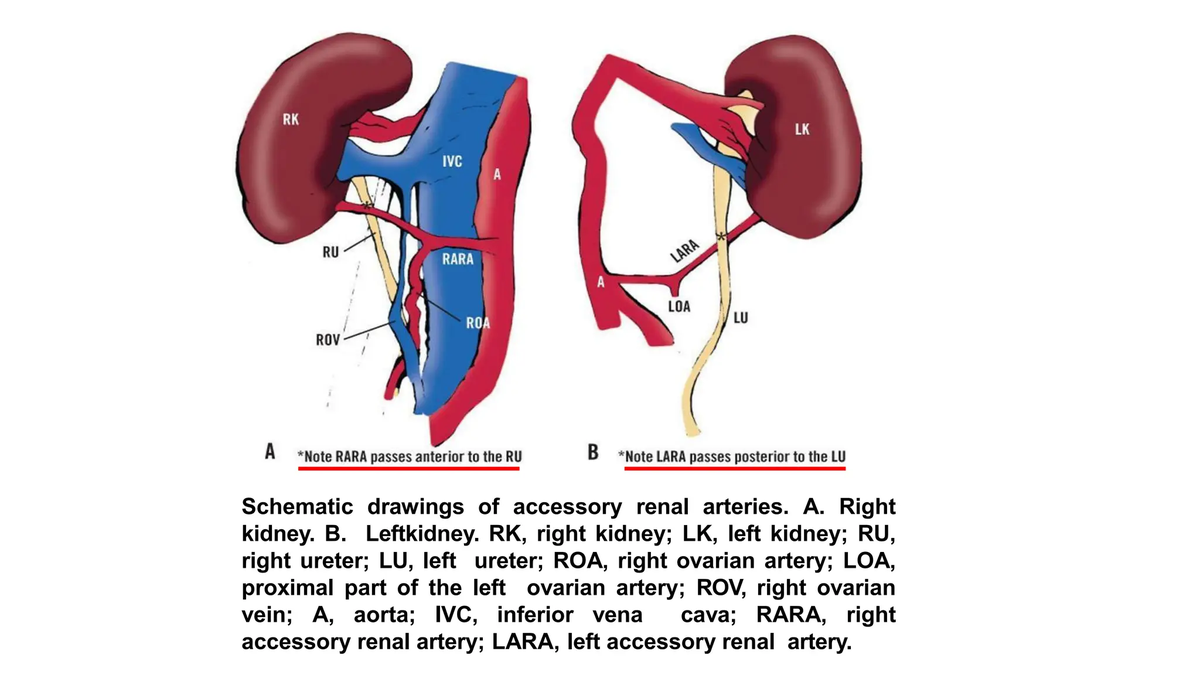 RK
IVC
A
RU
RARA
ROA
ROV
LK
LARA
A
LOA
LU
A *Note RARA passes anterior to the RU
B *Note LARA passes posterior to the LU
Schematic drawings of accessory renal arteries. A. Right
kidney. B. Leftkidney. RK, right kidney; LK, left kidney; RU,
right ureter; LU, left ureter; ROA, right ovarian artery; LOA,
proximal part of the left ovarian artery; ROV, right ovarian
vein; A, aorta; IVC, inferior vena cava; RARA, right
accessory renal artery; LARA, left accessory renal artery.